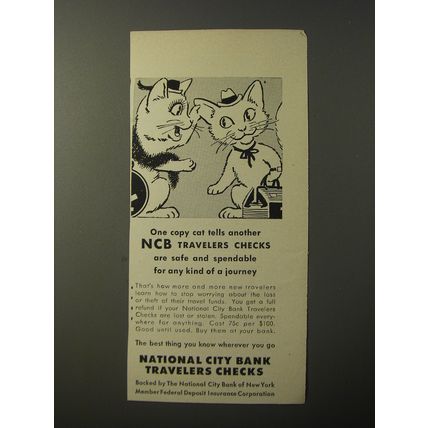 One copy cat tells another
NCB TRAVELERS CHECKS
are safe and spendable
for any kind of a journey
That's how more and more new travelers
learn how to stop worrying about the loss
or theft of their travel funds. You get a full
refund if your National City Bank Travelers
Checks are lost or stolen. Spendable every-
where for anything. Cost 75c per $100.
Good until used. Buy them at your bank.
The best thing you know wherever you go
NATIONAL CITY BANK
TRAVELERS CHECKS
Backed by The National City Bank of New York
Member Federal Deposit Insurance Corporation